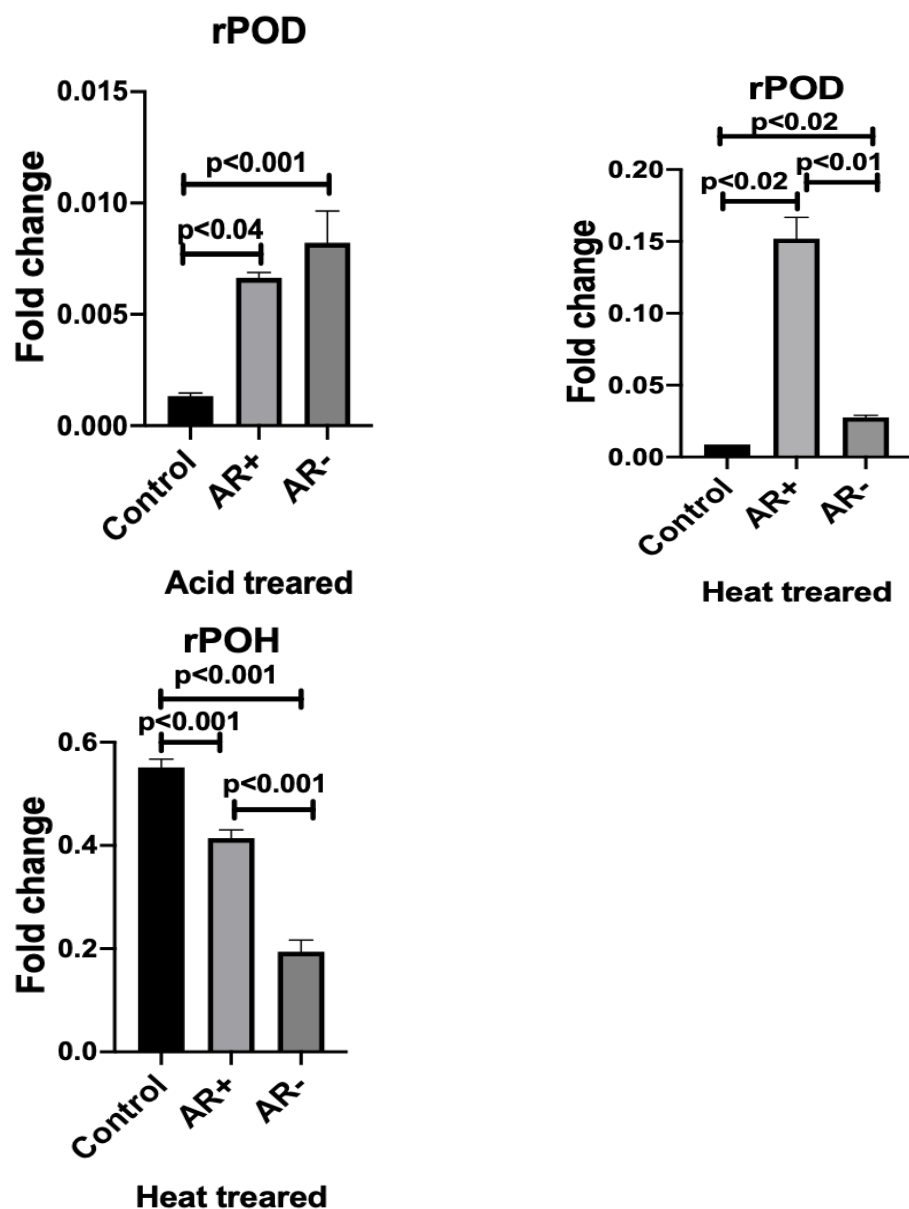 rPOD
0.015
p<0.001
0.010
p<0.04
0.005
0.000
Fold change
Control
AR+
AR-
Acid treared
rPOD
p<0.02
0.20
p<0.01
p<0.02
0.15
0.10
0.05
0.00
Fold change
Control
AR+
AR-
Heat treared
rPOH
p<0.001
p<0.001
0.6
p<0.001
0.4
0.2
0.0
Fold change
Control
AR+
AR-
Heat treared